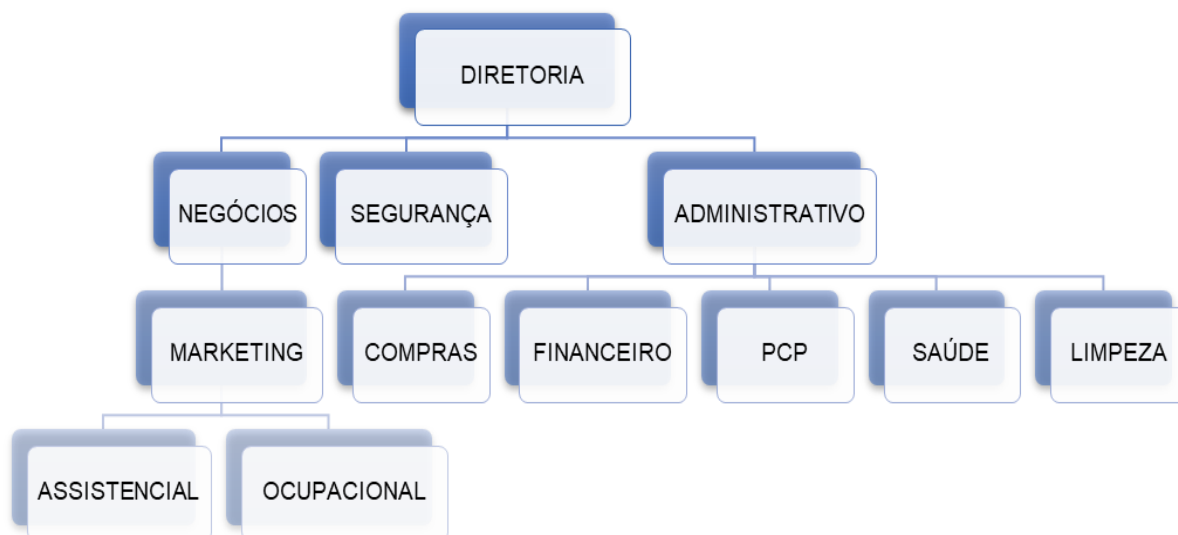 DIRETORIA
NEGÓCIOS
SEGURANÇA
ADMINISTRATIVO
MARKETING
COMPRAS
FINANCEIRO
PCP
SAÚDE
LIMPEZA
ASSISTENCIAL
OCUPACIONAL